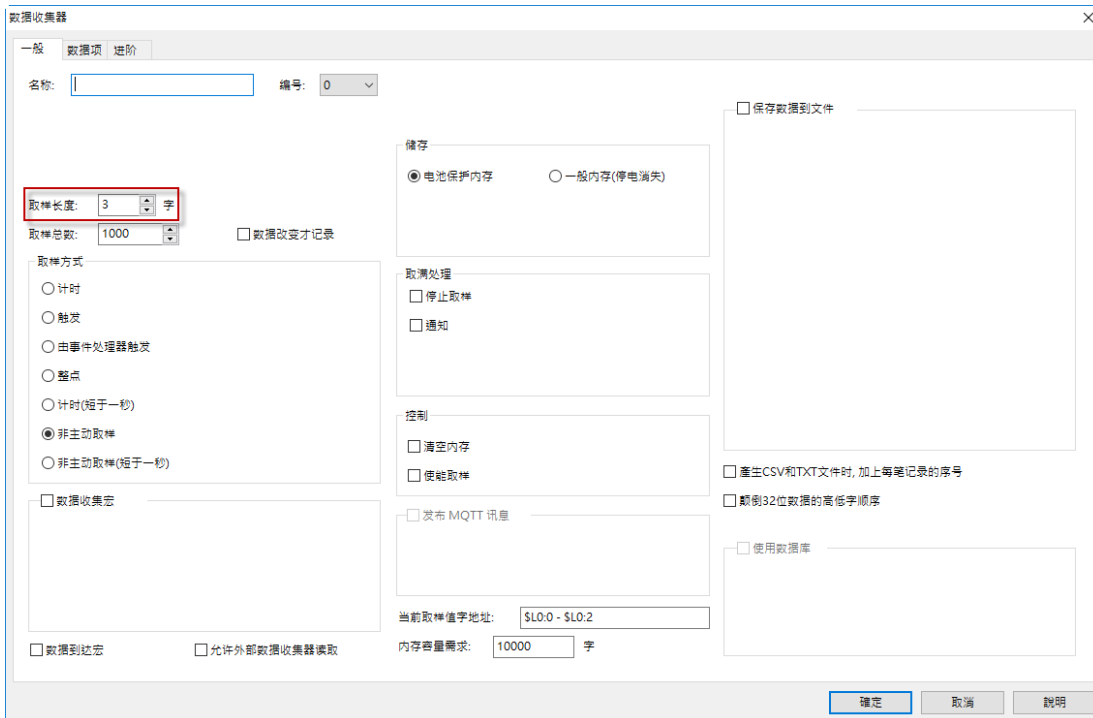 数据收集器
一般 数据项 进阶
名称: 编号: 0
取样长度: 3 字
取样总数: 1000 数据改变才记录
取样方式
计时
触发
由事件处理器触发
整点
计时(短于一秒)
非主动取样
非主动取样(短于一秒)
数据收集宏
数据到达宏 允许外部数据收集器读取
储存
电池保护内存 一般内存(停电消失)
取满处理
停止取样
通知
控制
清空内存
使能取样
发布 MQTT 讯息
当前取样值字地址: $L0:0 - $L0:2
内存容量需求: 10000 字
保存数据到文件
產生CSV和TXT文件时, 加上每笔记录的序号
颠倒32位数据的高低字顺序
使用数据库
確定 取消 說明